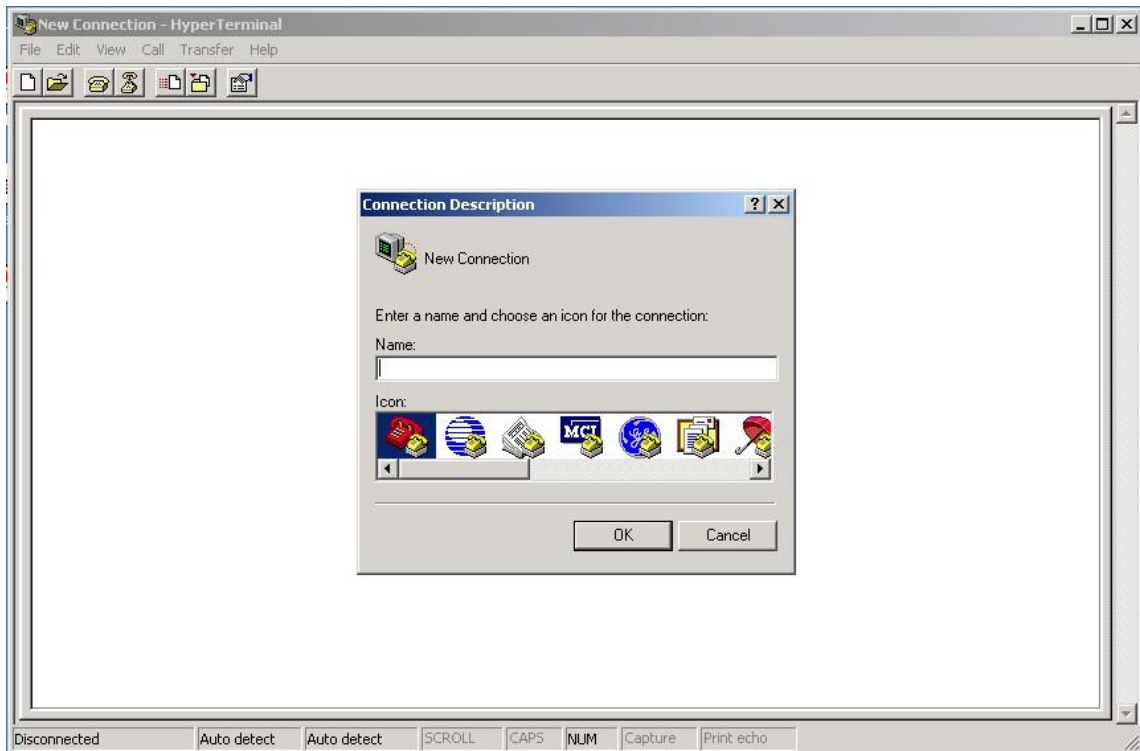 New Connection - HyperTerminal
File Edit View Call Transfer Help
Connection Description
New Connection
Enter a name and choose an icon for the connection:
Name:
Icon:
MCI
OK Cancel
Disconnected Auto detect Auto detect SCROLL CAPS NUM Capture Print echo